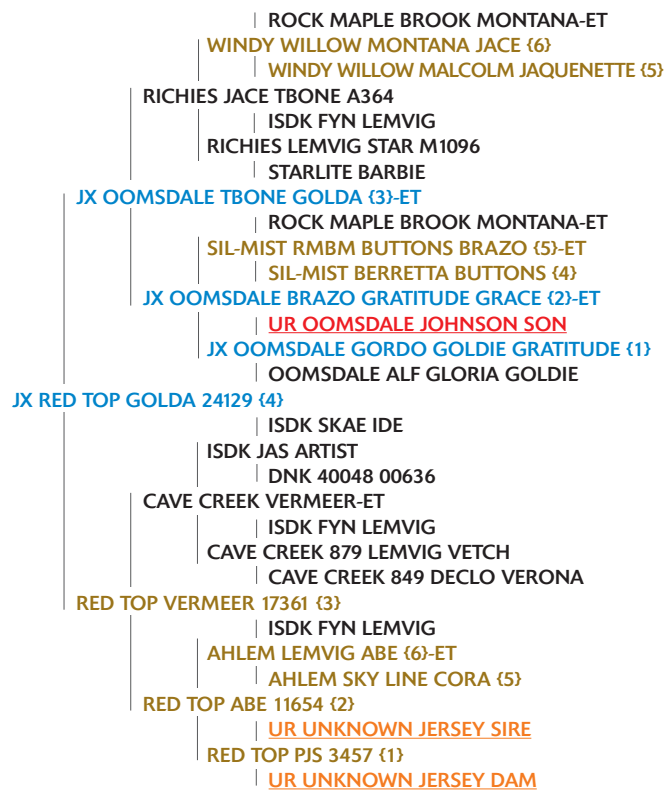 ROCK MAPLE BROOK MONTANA-ET
WINDY WILLOW MONTANA JACE {6}
WINDY WILLOW MALCOLM JAQUENETTE {5}
RICHIES JACE TBONE A364
ISDK FYN LEMVIG
RICHIES LEMVIG STAR M1096
STARLITE BARBIE
JX OOMSDALE TBONE GOLDA {3}-ET
ROCK MAPLE BROOK MONTANA-ET
SIL-MIST RMBM BUTTONS BRAZO {5}-ET
SIL-MIST BERRETTA BUTTONS {4}
JX OOMSDALE BRAZO GRATITUDE GRACE {2}-ET
UR OOMSDALE JOHNSON SON
JX OOMSDALE GORDO GOLDIE GRATITUDE {1}
OOMSDALE ALF GLORIA GOLDIE
JX RED TOP GOLDA 24129 {4}
ISDK SKAE IDE
ISDK JAS ARTIST
DNK 40048 00636
CAVE CREEK VERMEER-ET
ISDK FYN LEMVIG
CAVE CREEK 879 LEMVIG VETCH
CAVE CREEK 849 DECLO VERONA
RED TOP VERMEER 17361 {3}
ISDK FYN LEMVIG
AHLEM LEMVIG ABE {6}-ET
AHLEM SKY LINE CORA {5}
RED TOP ABE 11654 {2}
UR UNKNOWN JERSEY SIRE
RED TOP PJS 3457 {1}
UR UNKNOWN JERSEY DAM